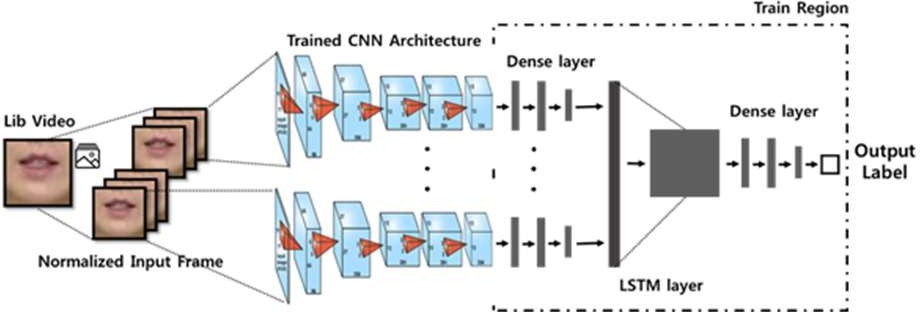 Train Region
Trained CNN Architecture
Dense layer
Lib Video
Dense layer
Output
Label
Normalized Input Frame
LSTM layer